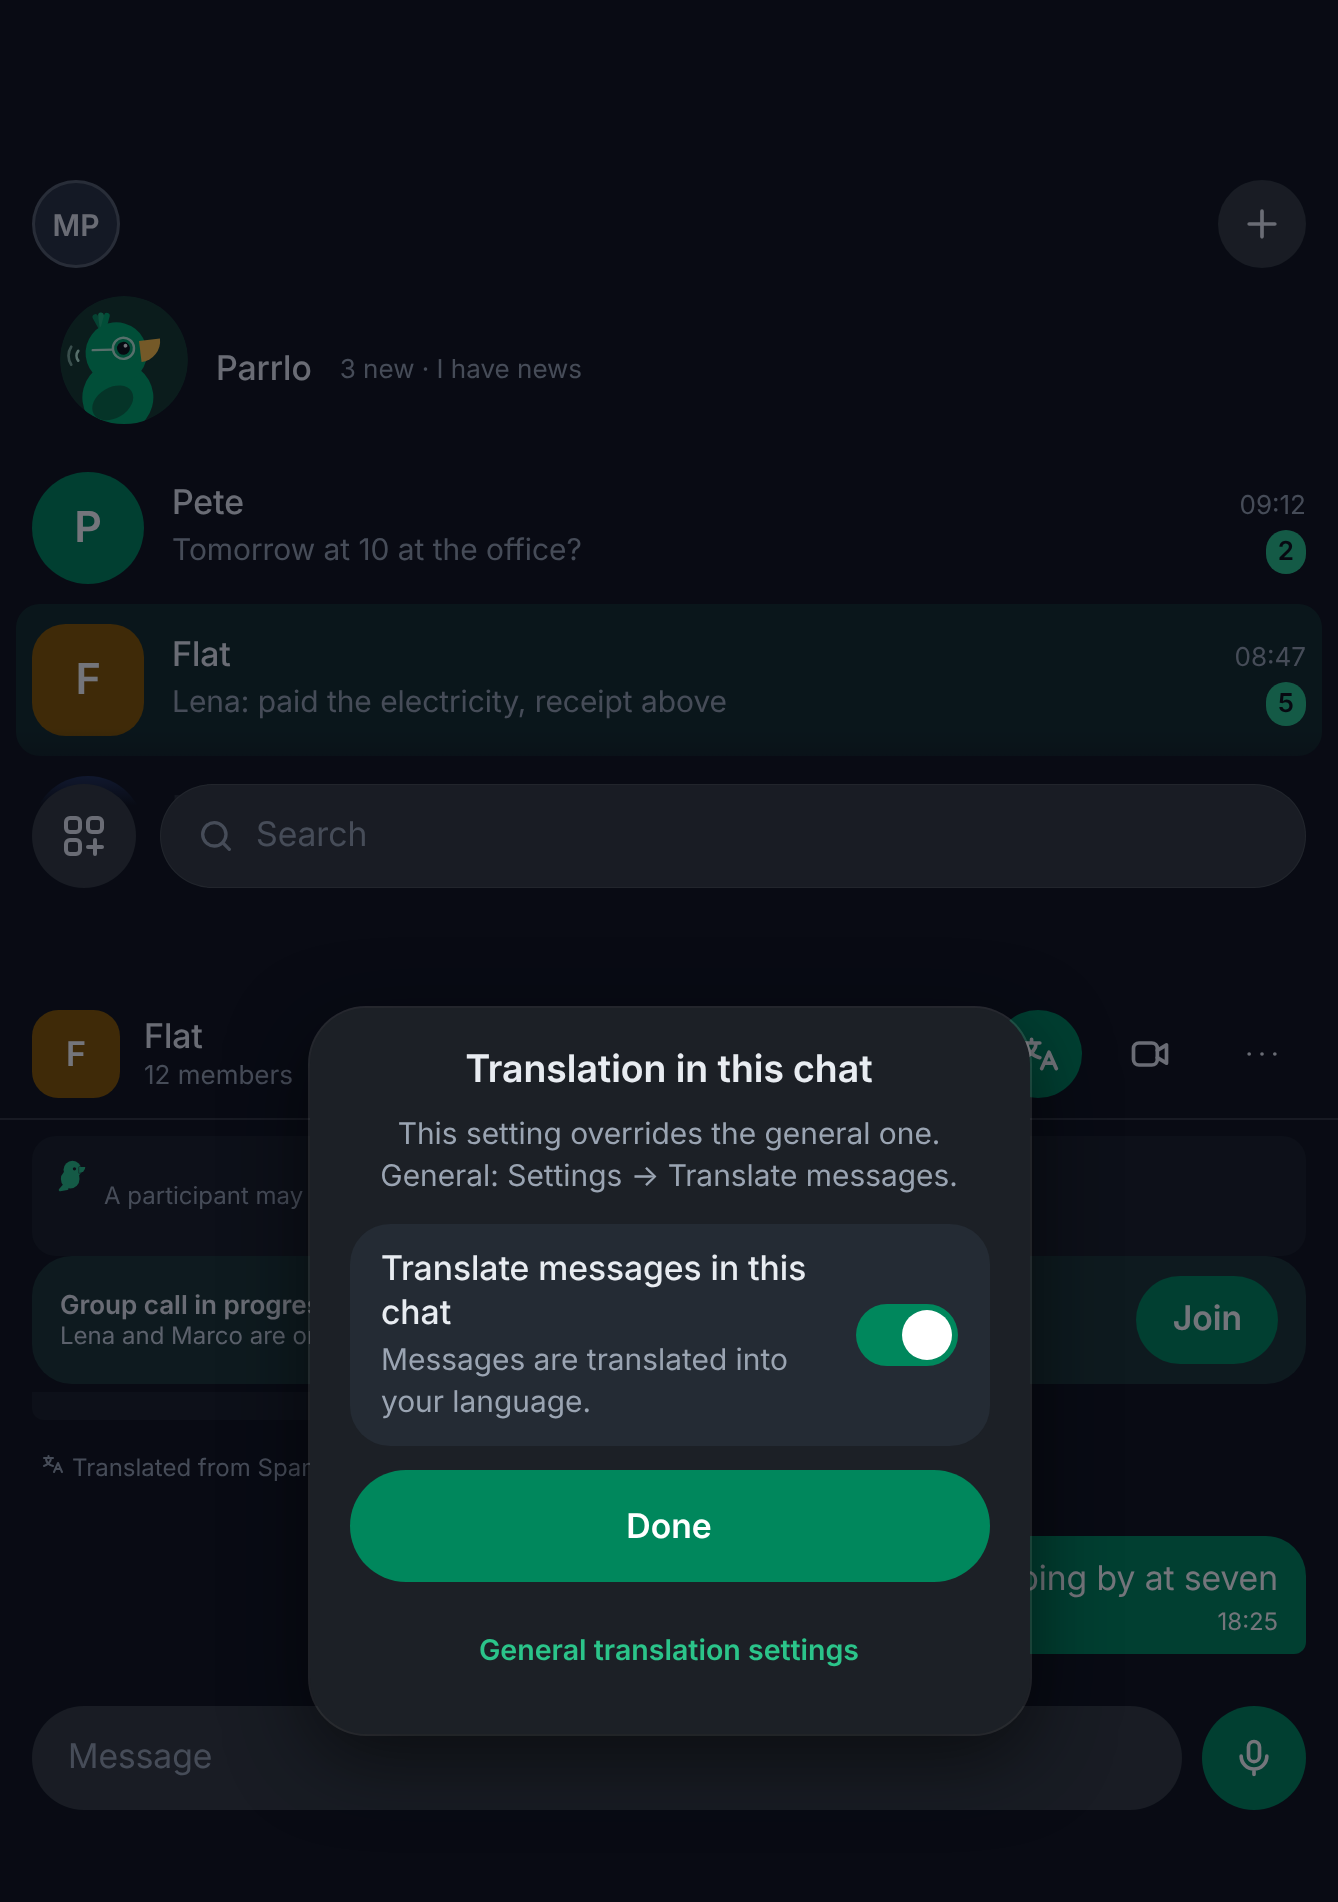 MP
Parrlo 3 new · I have news
P
Pete
09:12
Tomorrow at 10 at the office?
2
F
Flat
08:47
Lena: paid the electricity, receipt above
5
Search
F
Flat
12 members
Translation in this chat
This setting overrides the general one.
General: Settings → Translate messages.
A participant may
Translate messages in this
chat
Messages are translated into
your language.
Group call in
Lena and Marco are
Join
Translated from
Done
by at seven
18:25
General translation settings
Message